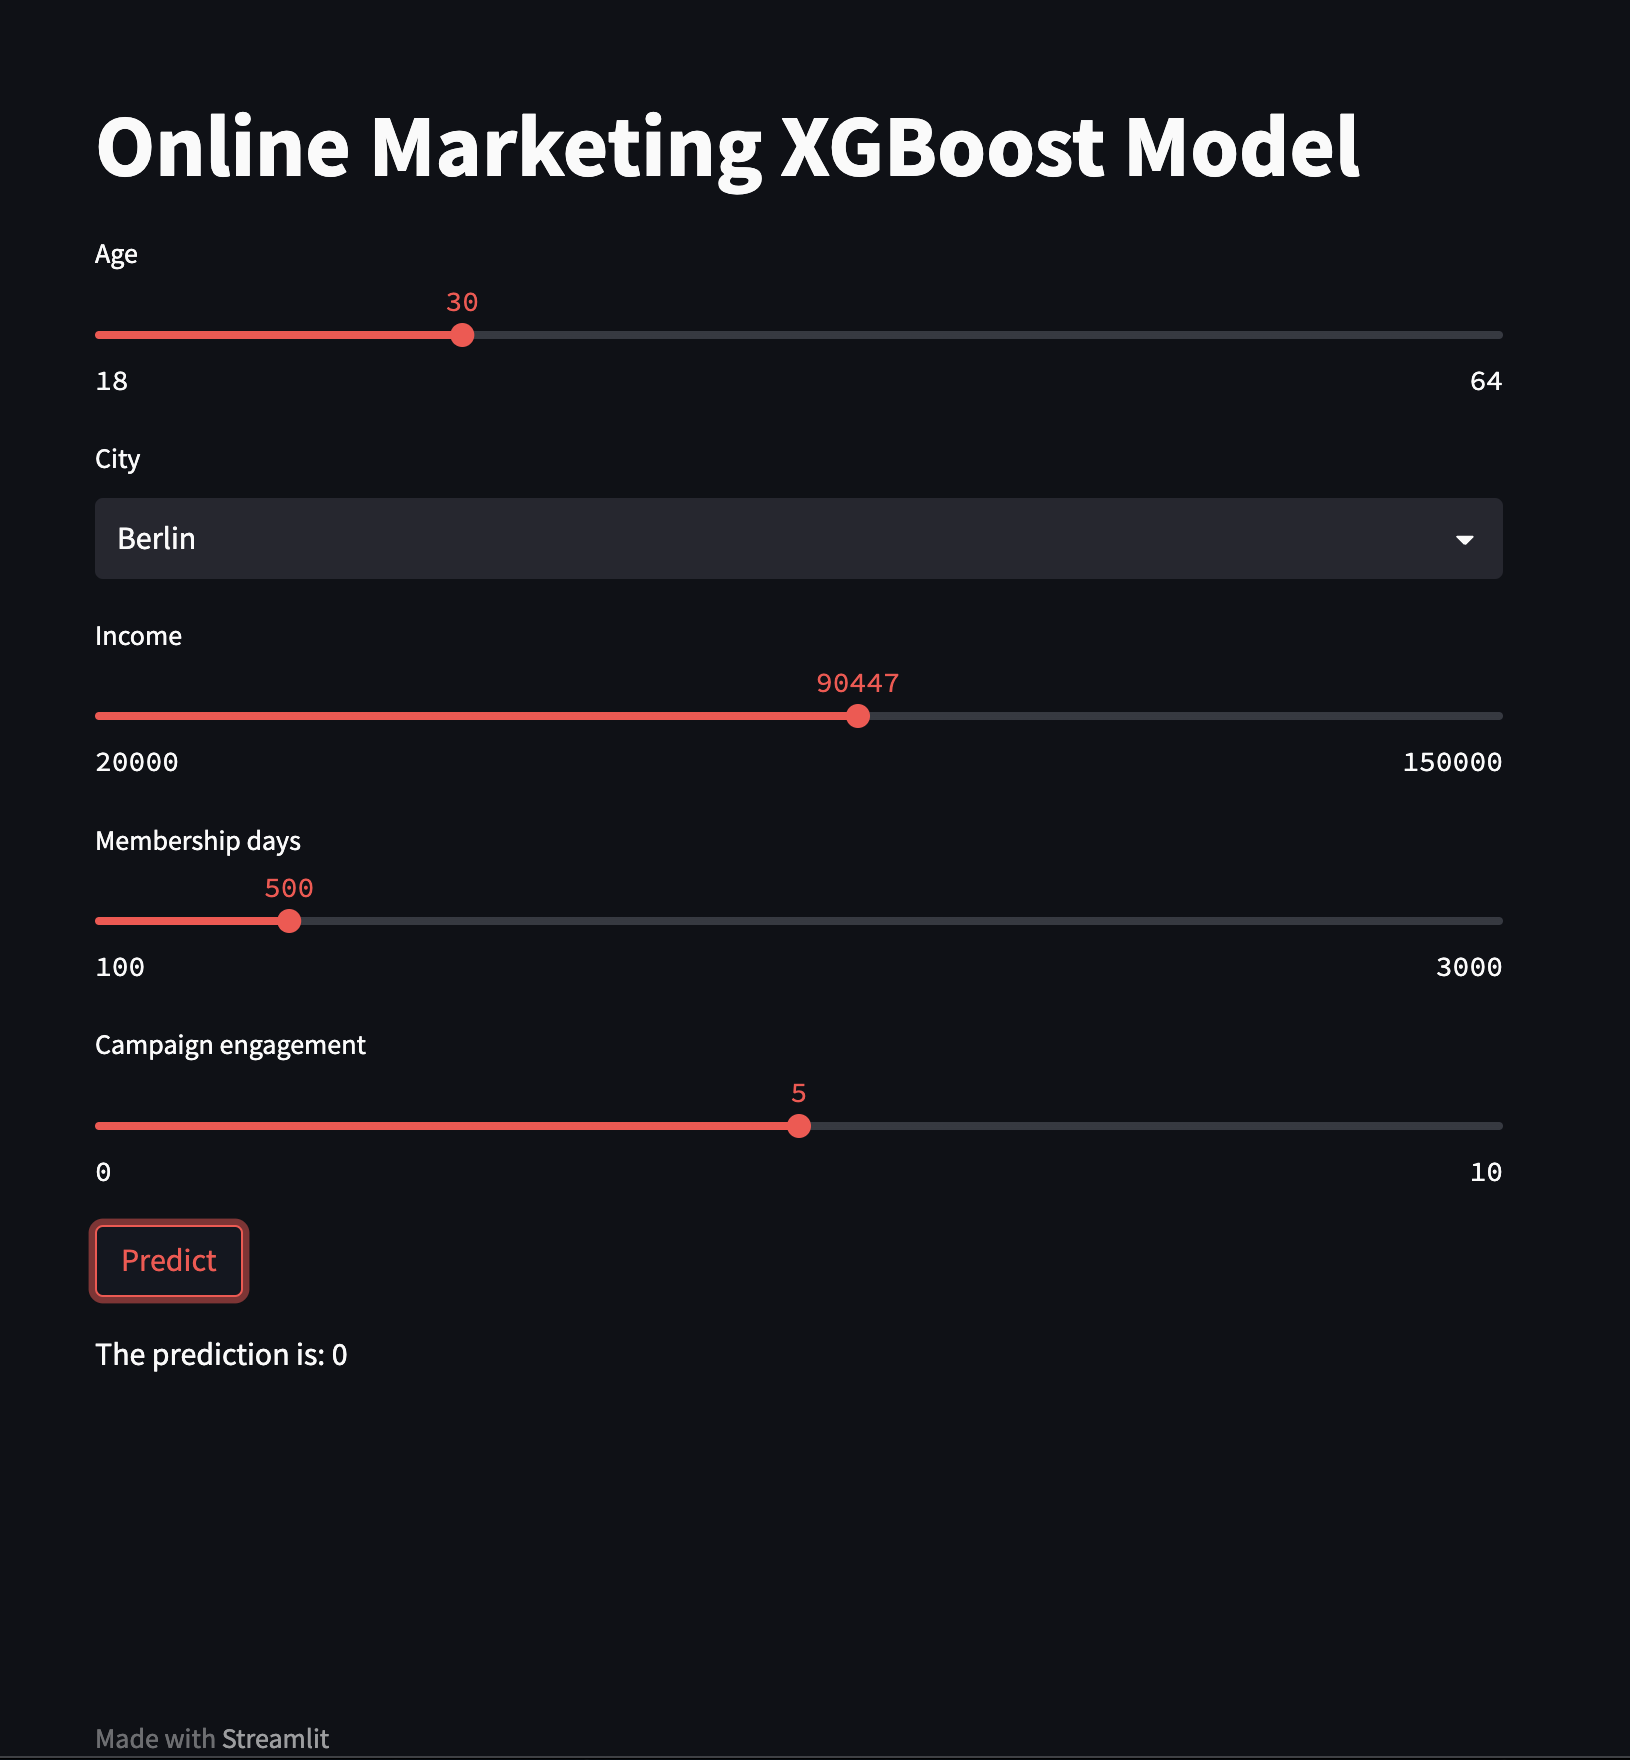 Online Marketing XGBoost Model
Age
30
18 64
City
Berlin
Income
90447
20000 150000
Membership days
500
100 3000
Campaign engagement
5
0 10
Predict
The prediction is: 0
Made with Streamlit